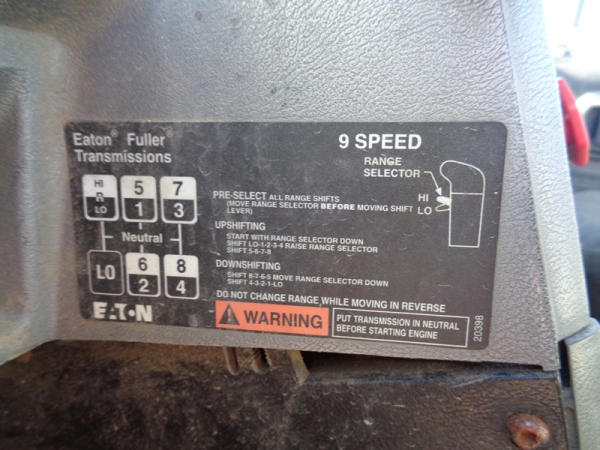 Eaton® Fuller®
Transmissions
9 SPEED
RANGE
SELECTOR
HI
LO
HI
R
LO
5
1
7
3
Neutral
LO
6
2
8
4
EATON
PRE-SELECT ALL RANGE SHIFTS
(MOVE RANGE SELECTOR BEFORE MOVING SHIFT
LEVER)
UPSHIFTING
START WITH RANGE SELECTOR DOWN
SHIFT LO-1-2-3-4 RAISE RANGE SELECTOR
SHIFT 5-6-7-8
DOWNSHIFTING
SHIFT 8-7-6-5 MOVE RANGE SELECTOR DOWN
SHIFT 4-3-2-1-LO
DO NOT CHANGE RANGE WHILE MOVING IN REVERSE
WARNING
PUT TRANSMISSION IN NEUTRAL
BEFORE STARTING ENGINE
20398